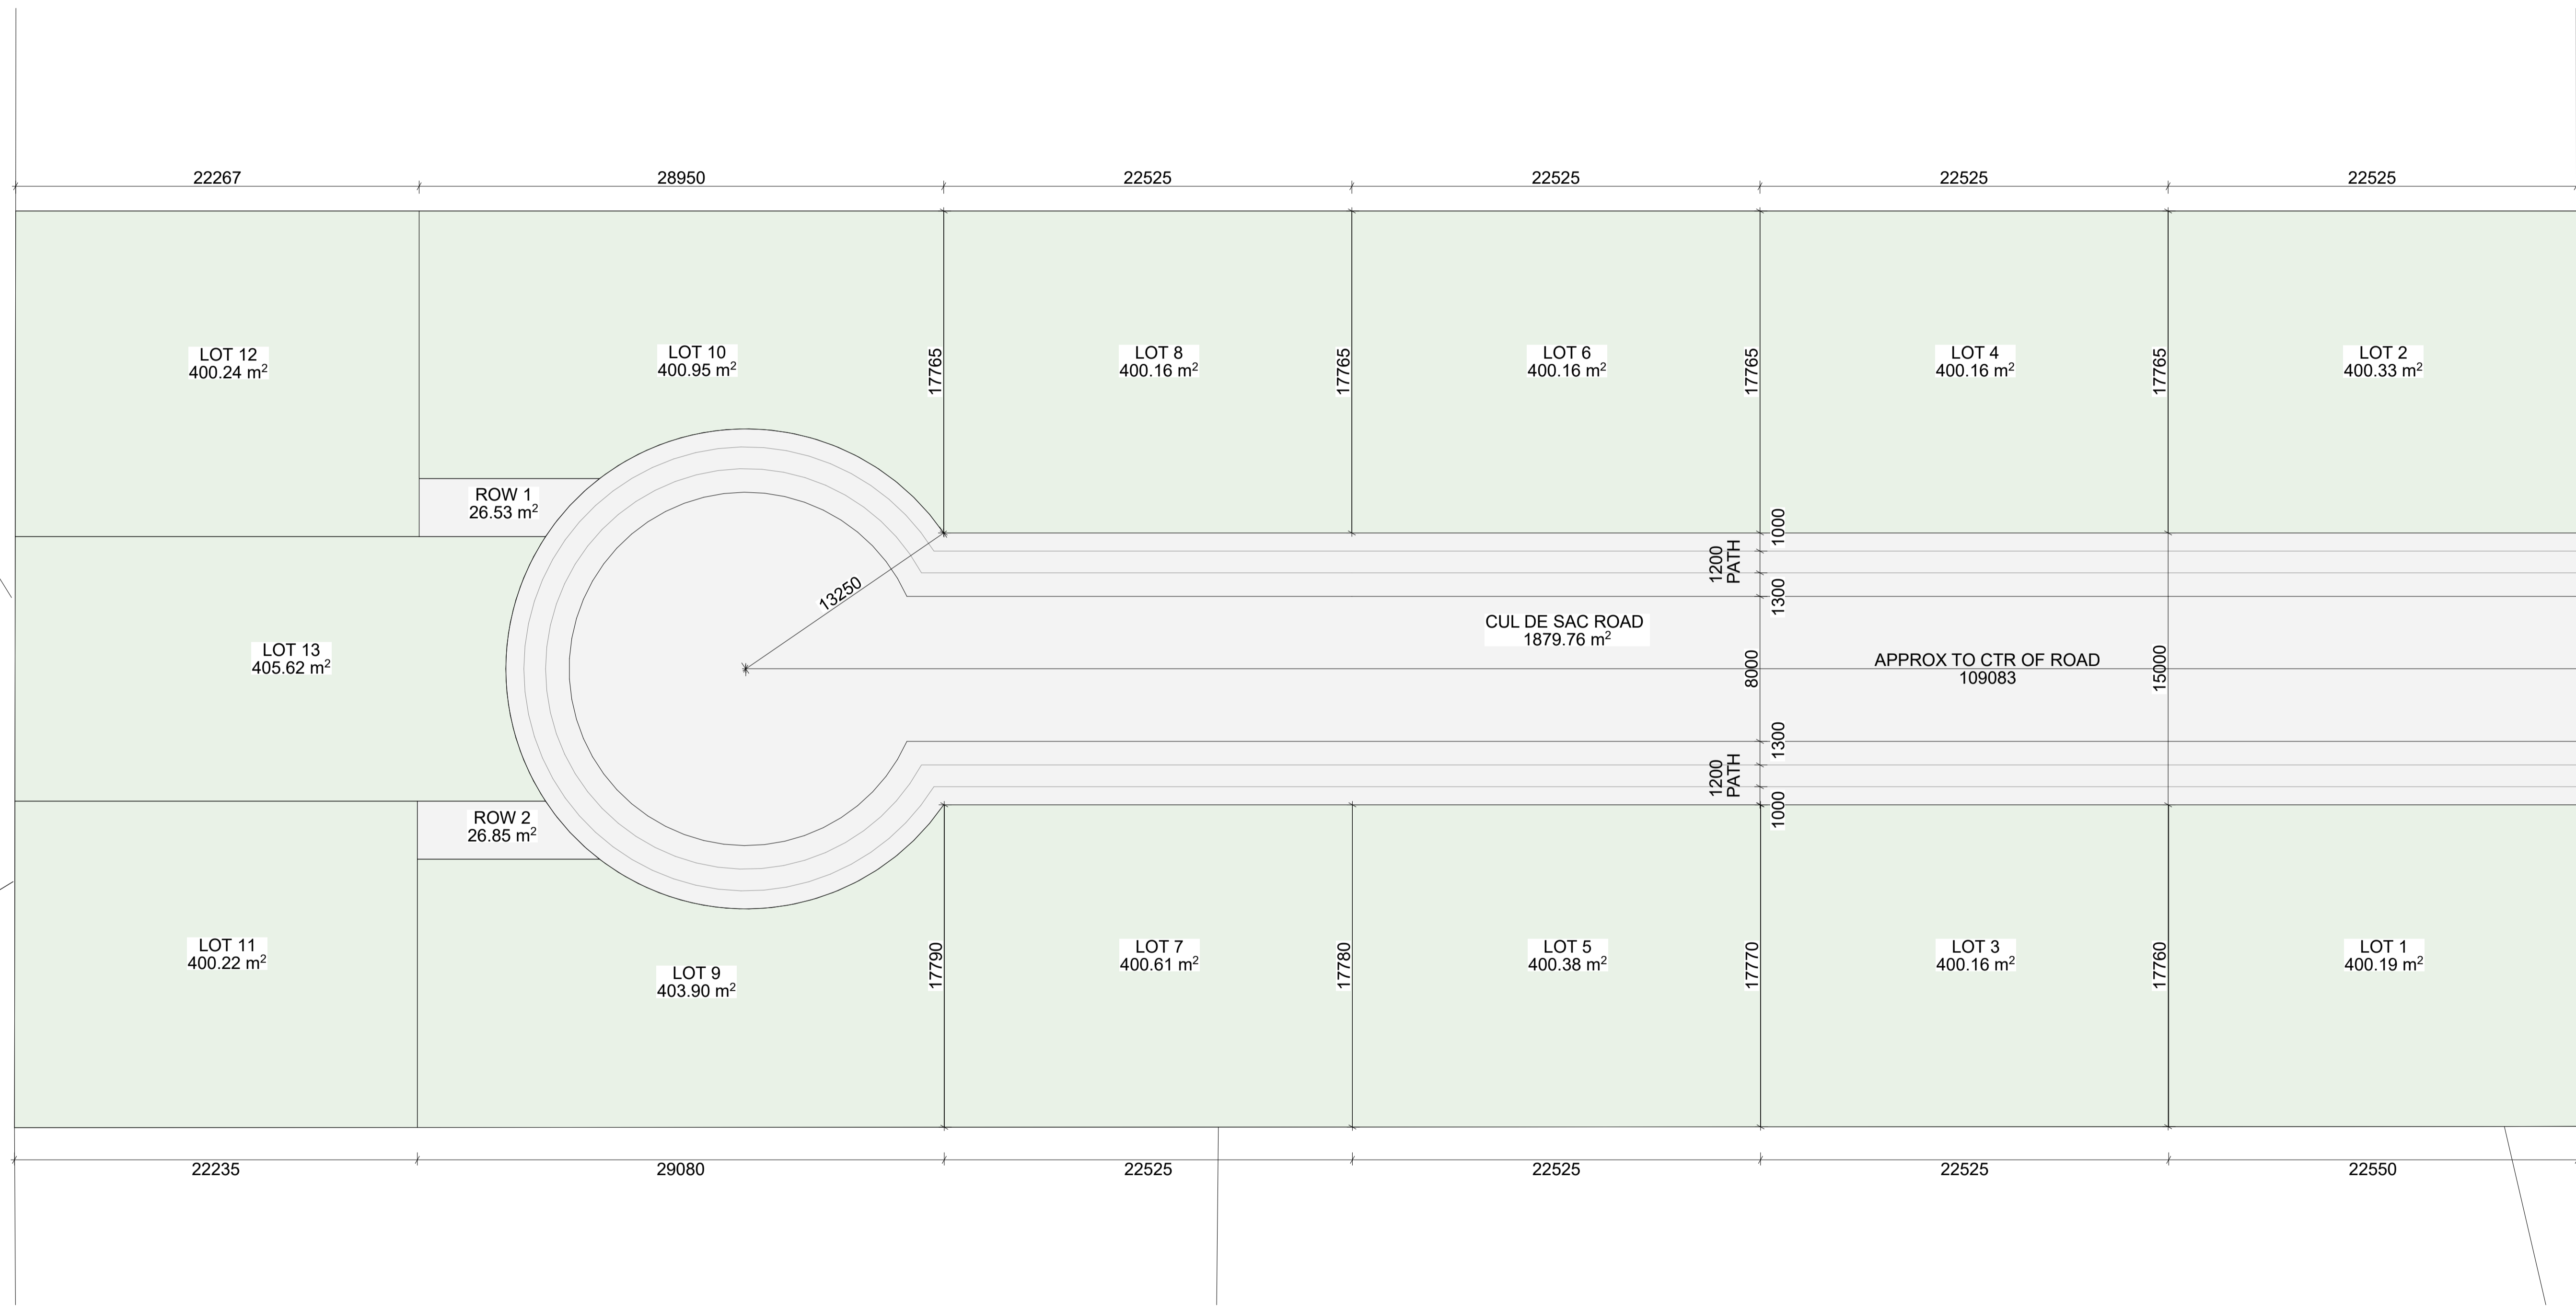 22267
28950
22525
22525
22525
22525
LOT 12
400.24 m²
LOT 10
400.95 m²
17765
LOT 8
400.16 m²
17765
LOT 6
400.16 m²
17765
LOT 4
400.16 m²
17765
LOT 2
400.33 m²
ROW 1
26.53 m²
1000
1200
PATH
1300
13250
CUL DE SAC ROAD
1879.76 m²
LOT 13
405.62 m²
8000
APPROX TO CTR OF ROAD
109083
15000
1300
1200
PATH
1000
ROW 2
26.85 m²
LOT 11
400.22 m²
LOT 9
403.90 m²
17790
LOT 7
400.61 m²
17780
LOT 5
400.38 m²
17770
LOT 3
400.16 m²
17760
LOT 1
400.19 m²
22235
29080
22525
22525
22525
22550